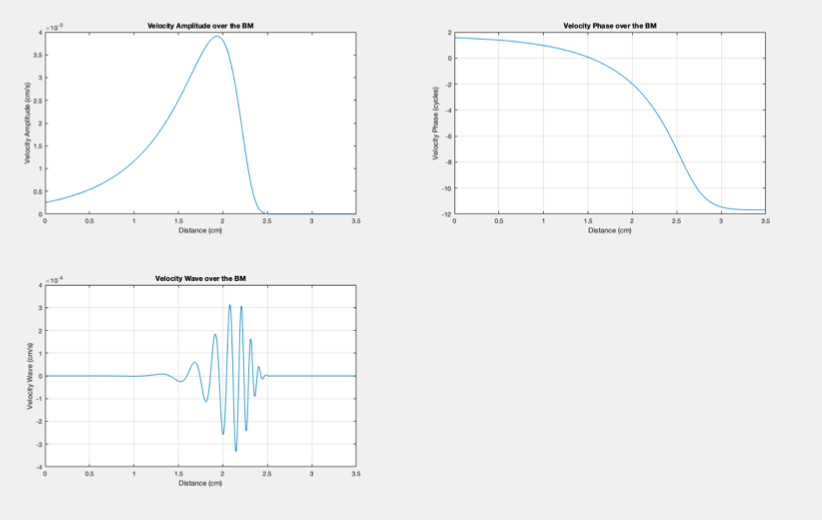 Velocity Amplitude over the BM
×10⁻³
4
3.5
3
2.5
2
1.5
1
0.5
0
Velocity Amplitude (cm/s)
0 0.5 1 1.5 2 2.5 3 3.5
Distance (cm)
Velocity Phase over the BM
2
0
-2
-4
-6
-8
-10
-12
Velocity Phase (cycles)
0 0.5 1 1.5 2 2.5 3 3.5
Distance (cm)
Velocity Wave over the BM
×10⁻⁴
4
3
2
1
0
-1
-2
-3
-4
Velocity Wave (cm/s)
0 0.5 1 1.5 2 2.5 3 3.5
Distance (cm)